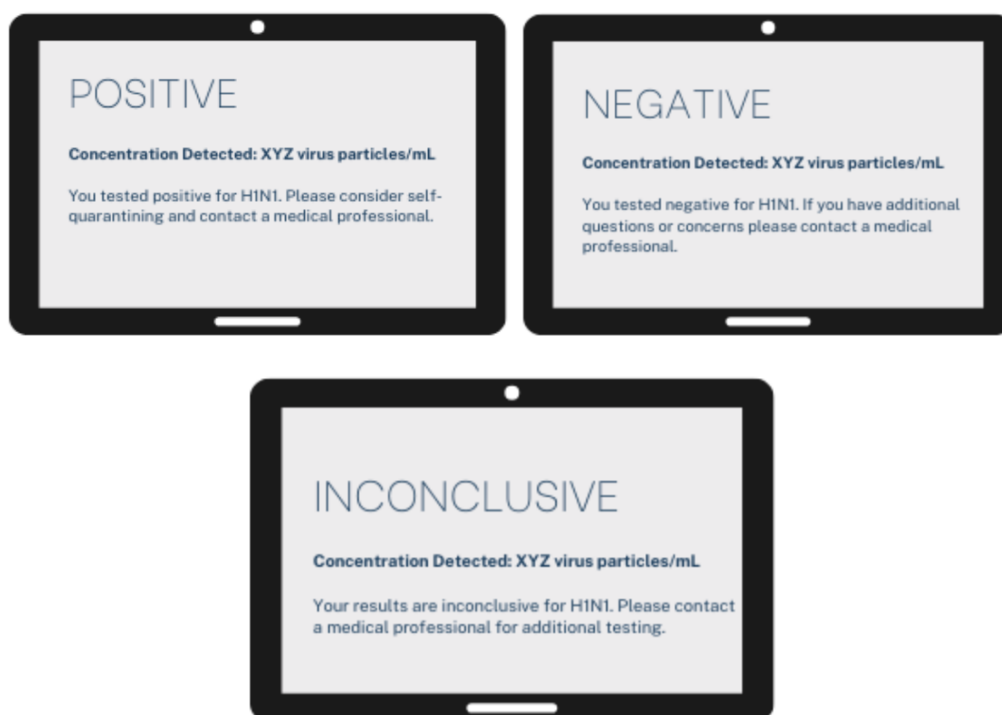 POSITIVE
Concentration Detected: XYZ virus particles/mL
You tested positive for H1N1. Please consider self-
quarantining and contact a medical professional.
NEGATIVE
Concentration Detected: XYZ virus particles/mL
You tested negative for H1N1. If you have additional
questions or concerns please contact a medical
professional.
INCONCLUSIVE
Concentration Detected: XYZ virus particles/mL
Your results are inconclusive for H1N1. Please contact
a medical professional for additional testing.